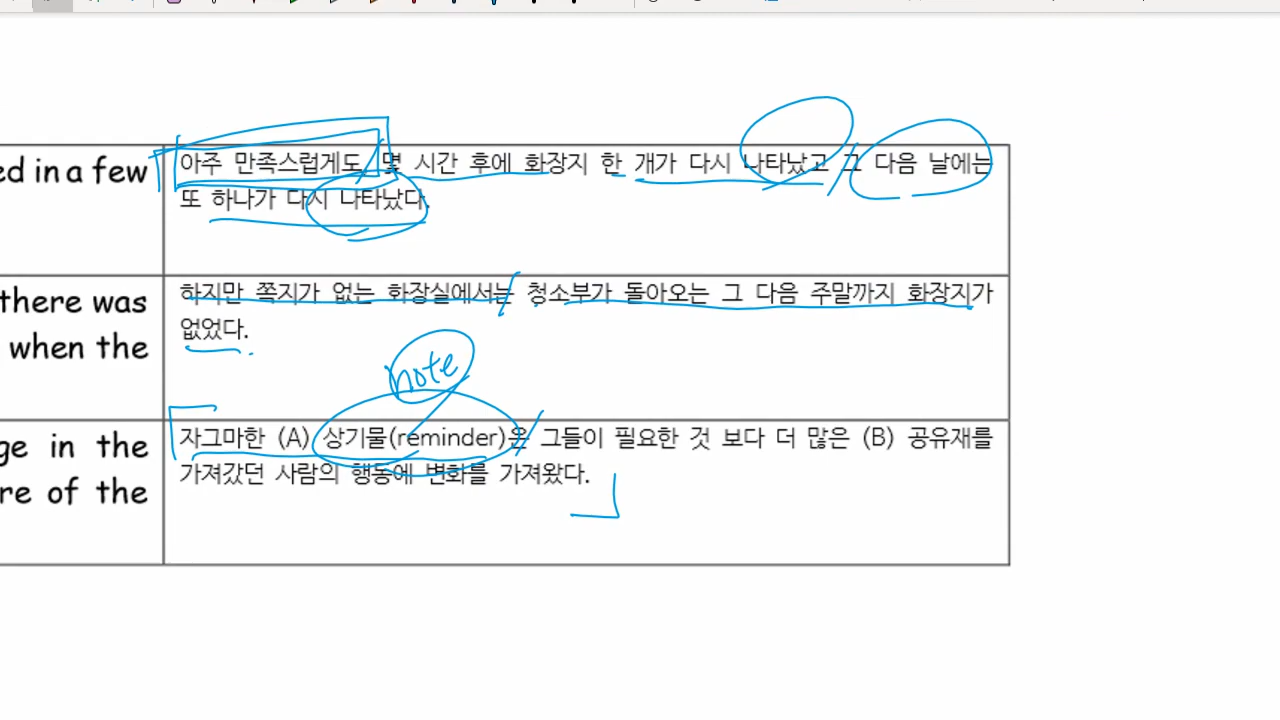 ed in a few
아주 만족스럽게도, 몇 시간 후에 화장지 한 개가 다시 나타났고 그 다음 날에는
또 하나가 다시 나타났다.
there was
하지만 쪽지가 없는 화장실에서는 청소부가 돌아오는 그 다음 주말까지 화장지가
when the
없었다.
note
ge in the
자그마한 (A) 상기물(reminder)은 그들이 필요한 것 보다 더 많은 (B) 공유재를
re of the
가져갔던 사람의 행동에 변화를 가져왔다.